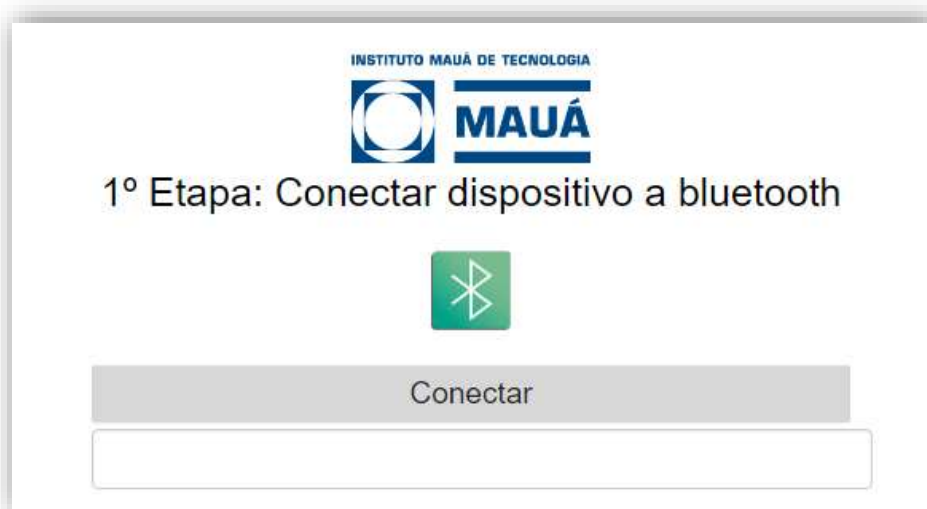 INSTITUTO MAUÁ DE TECNOLOGIA
MAUÁ
1º Etapa: Conectar dispositivo a bluetooth
Conectar